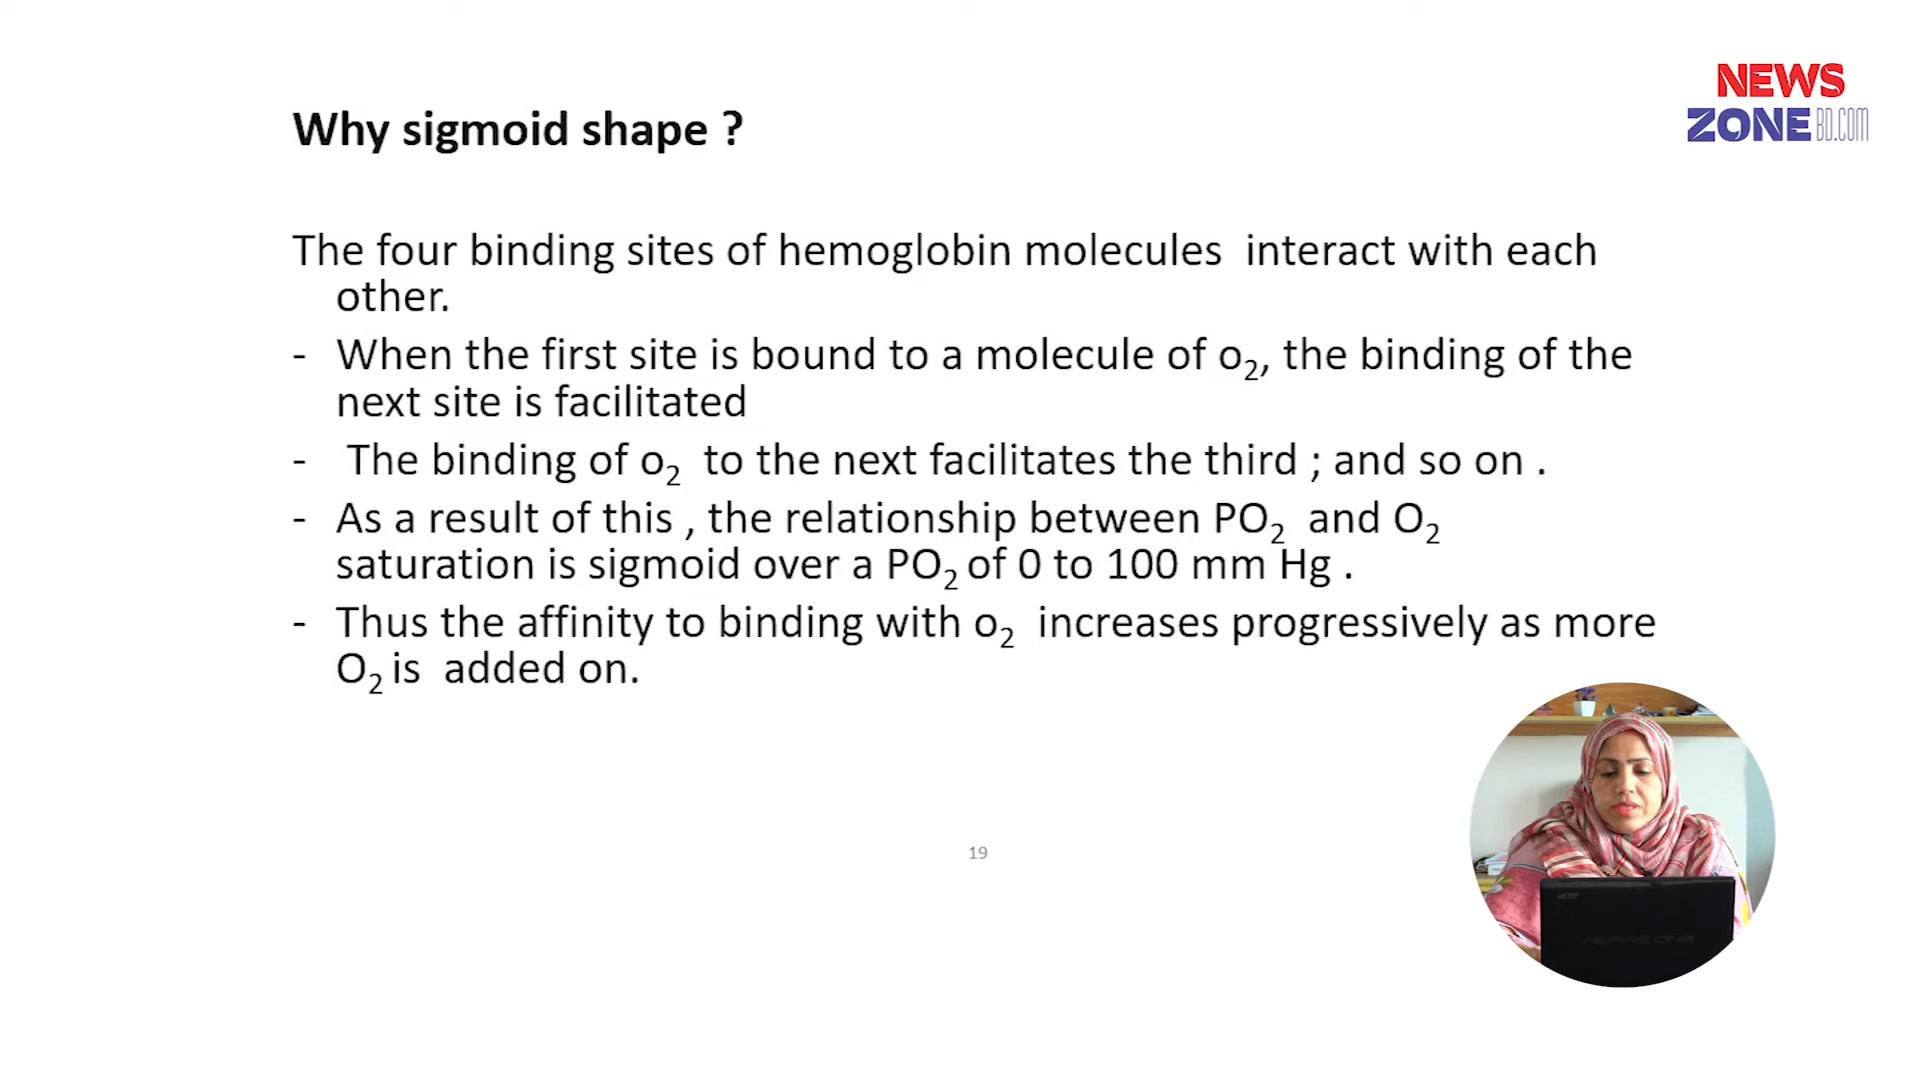 NEWS
ZONE BD.COM
Why sigmoid shape ?
The four binding sites of hemoglobin molecules interact with each
other.
- When the first site is bound to a molecule of o₂, the binding of the
next site is facilitated
- The binding of o₂ to the next facilitates the third ; and so on .
- As a result of this , the relationship between PO₂ and O₂
saturation is sigmoid over a PO₂ of 0 to 100 mm Hg .
- Thus the affinity to binding with o₂ increases progressively as more
O₂ is added on.
19
acer
ASPIRE ONE